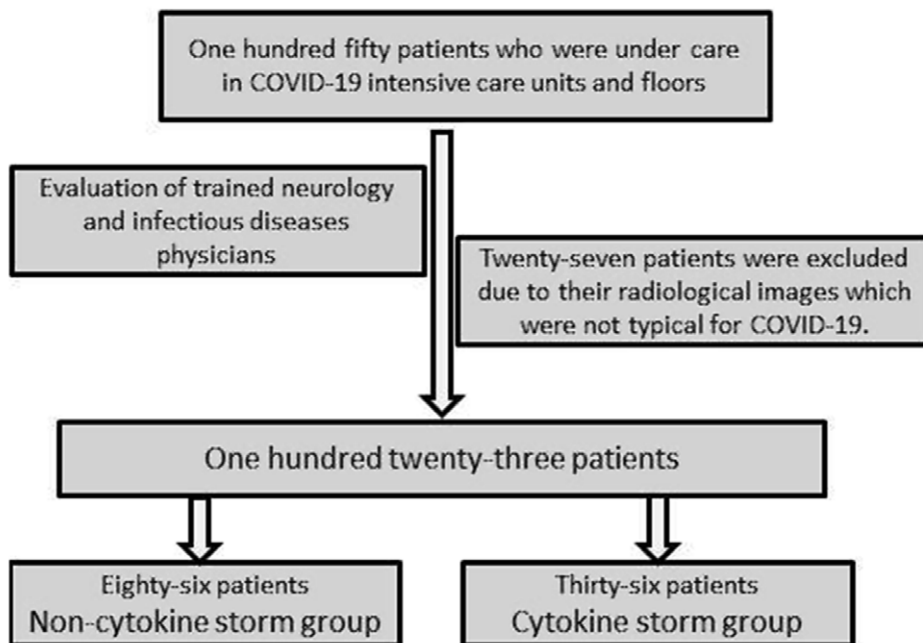 One hundred fifty patients who were under care
in COVID-19 intensive care units and floors
Evaluation of trained neurology
and infectious diseases
physicians
Twenty-seven patients were excluded
due to their radiological images which
were not typical for COVID-19.
One hundred twenty-three patients
Eighty-six patients
Non-cytokine storm group
Thirty-six patients
Cytokine storm group